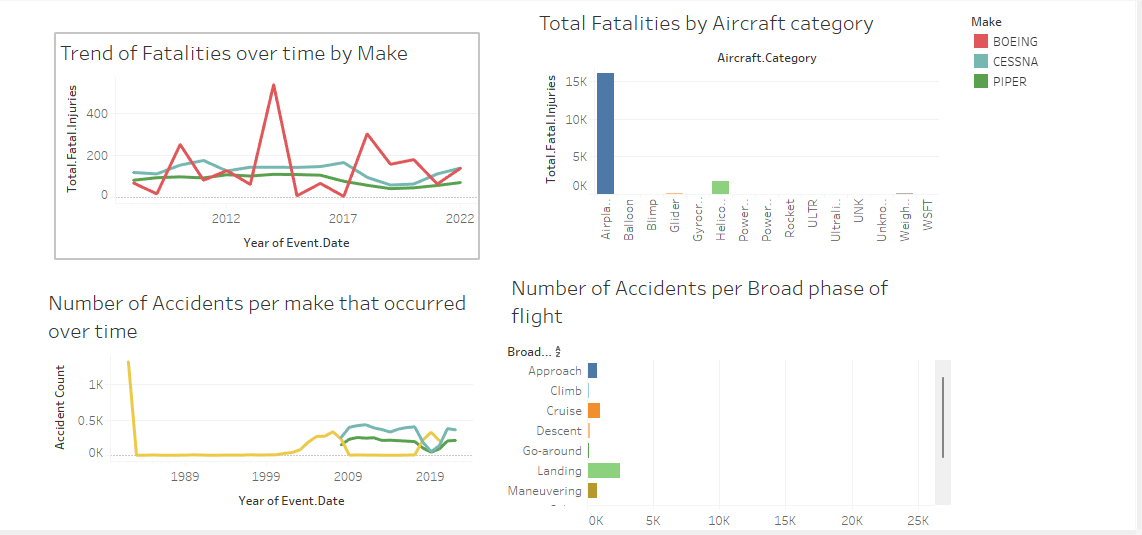 Trend of Fatalities over time by Make
Total.Fatal.Injuries
400
200
0
2012
2017
2022
Year of Event.Date
Total Fatalities by Aircraft category
Aircraft.Category
Total.Fatal.Injuries
15K
10K
5K
0K
Airpla..
Balloon
Blimp
Glider
Gyrocr..
Helico..
Power..
Power..
Rocket
ULTR
Ultrali..
UNK
Unkno..
Weigh..
WSFT
Make
BOEING
CESSNA
PIPER
Number of Accidents per make that occurred
over time
Accident Count
1K
0.5K
0K
1989
1999
2009
2019
Year of Event.Date
Number of Accidents per Broad phase of
flight
Broad...
Approach
Climb
Cruise
Descent
Go-around
Landing
Maneuvering
0K
5K
10K
15K
20K
25K